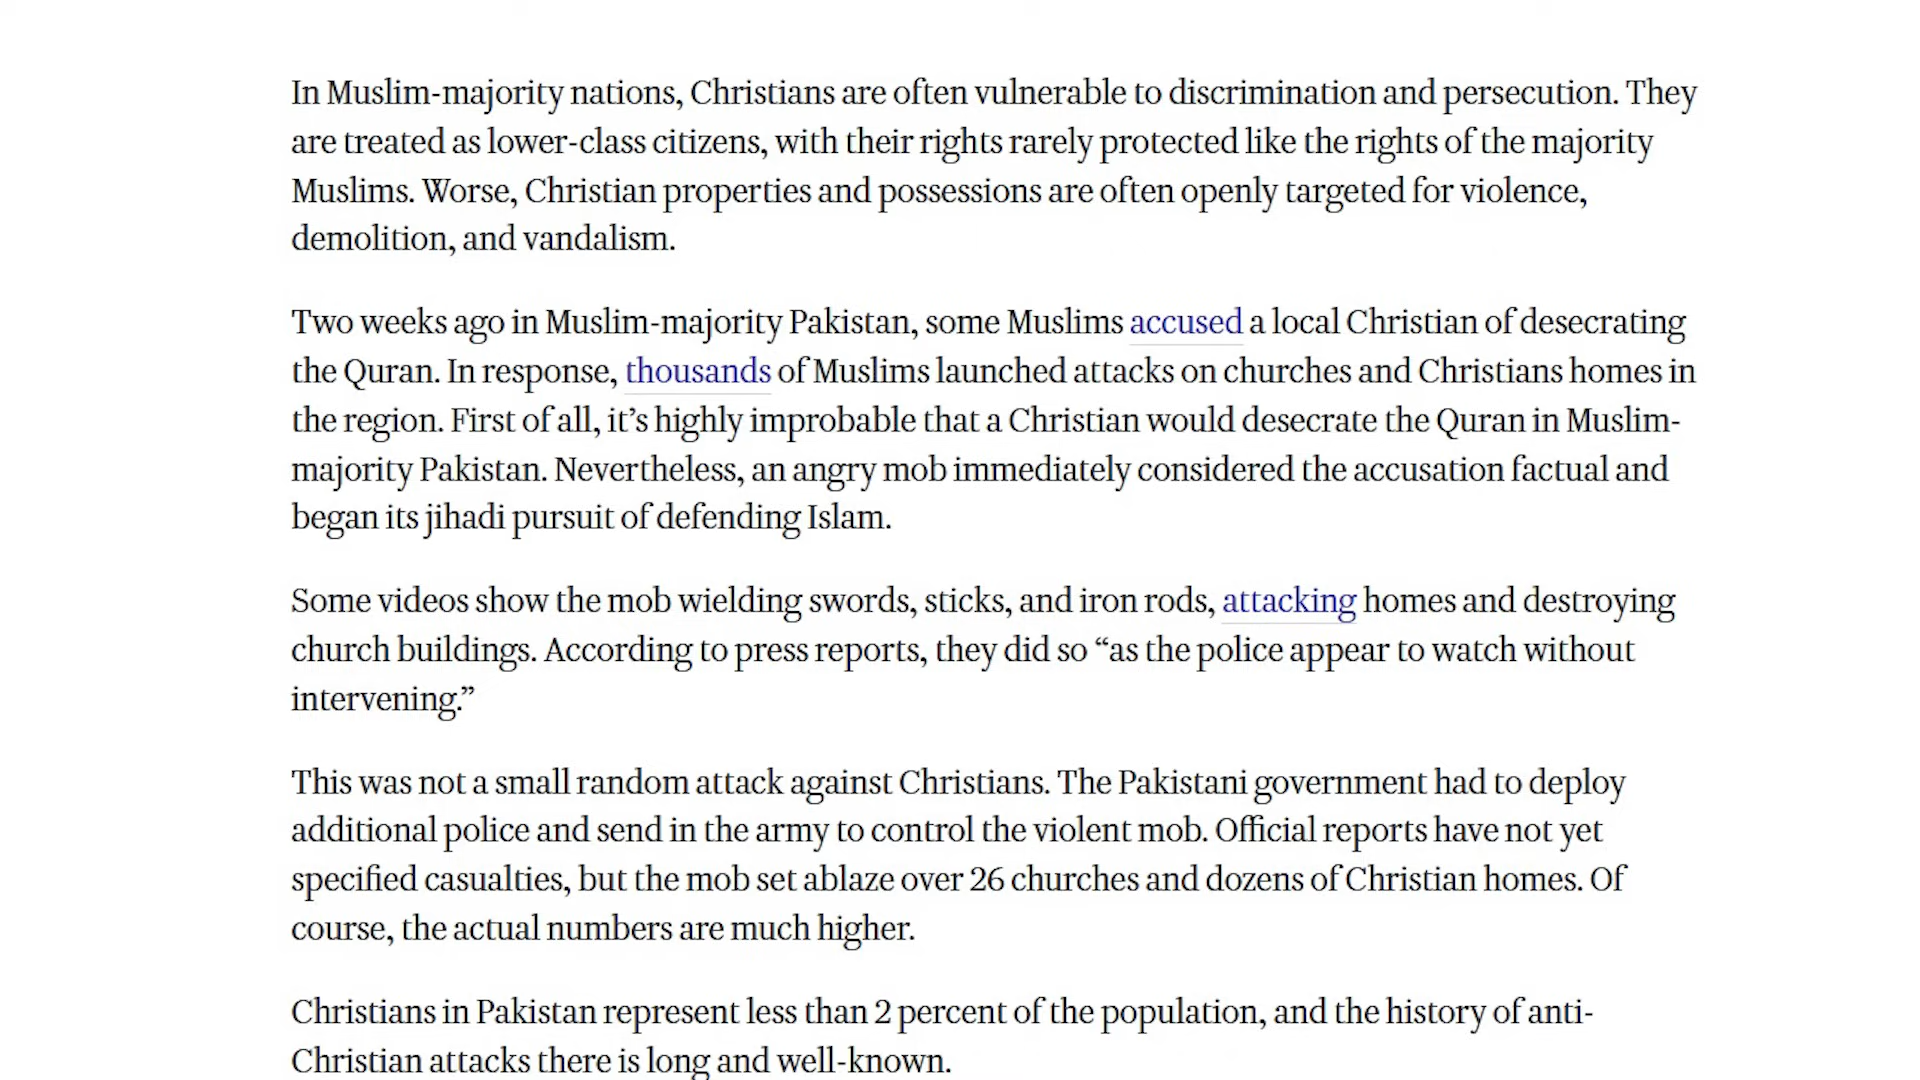 In Muslim-majority nations, Christians are often vulnerable to discrimination and persecution. They
are treated as lower-class citizens, with their rights rarely protected like the rights of the majority
Muslims. Worse, Christian properties and possessions are often openly targeted for violence,
demolition, and vandalism.
Two weeks ago in Muslim-majority Pakistan, some Muslims accused a local Christian of desecrating
the Quran. In response, thousands of Muslims launched attacks on churches and Christians homes in
the region. First of all, it’s highly improbable that a Christian would desecrate the Quran in Muslim-
majority Pakistan. Nevertheless, an angry mob immediately considered the accusation factual and
began its jihadi pursuit of defending Islam.
Some videos show the mob wielding swords, sticks, and iron rods, attacking homes and destroying
church buildings. According to press reports, they did so “as the police appear to watch without
intervening.”
This was not a small random attack against Christians. The Pakistani government had to deploy
additional police and send in the army to control the violent mob. Official reports have not yet
specified casualties, but the mob set ablaze over 26 churches and dozens of Christian homes. Of
course, the actual numbers are much higher.
Christians in Pakistan represent less than 2 percent of the population, and the history of anti-
Christian attacks there is long and well-known.